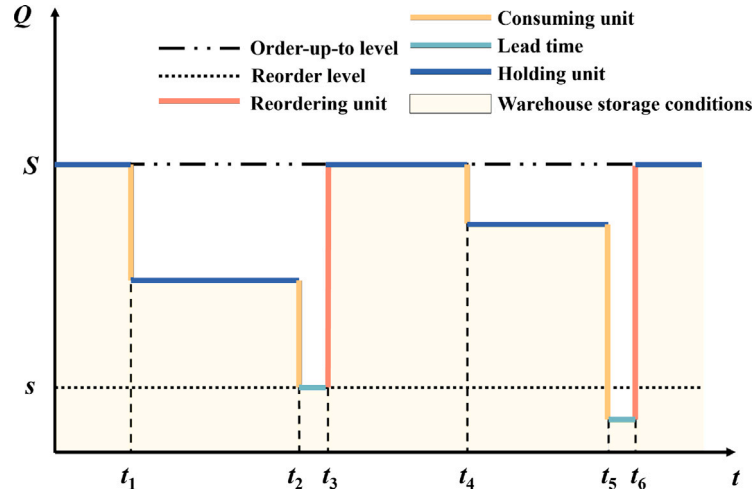 Q
Order-up-to level
Reorder level
Reordering unit
Consuming unit
Lead time
Holding unit
Warehouse storage conditions
S
s
t1 t2 t3 t4 t5 t6 t